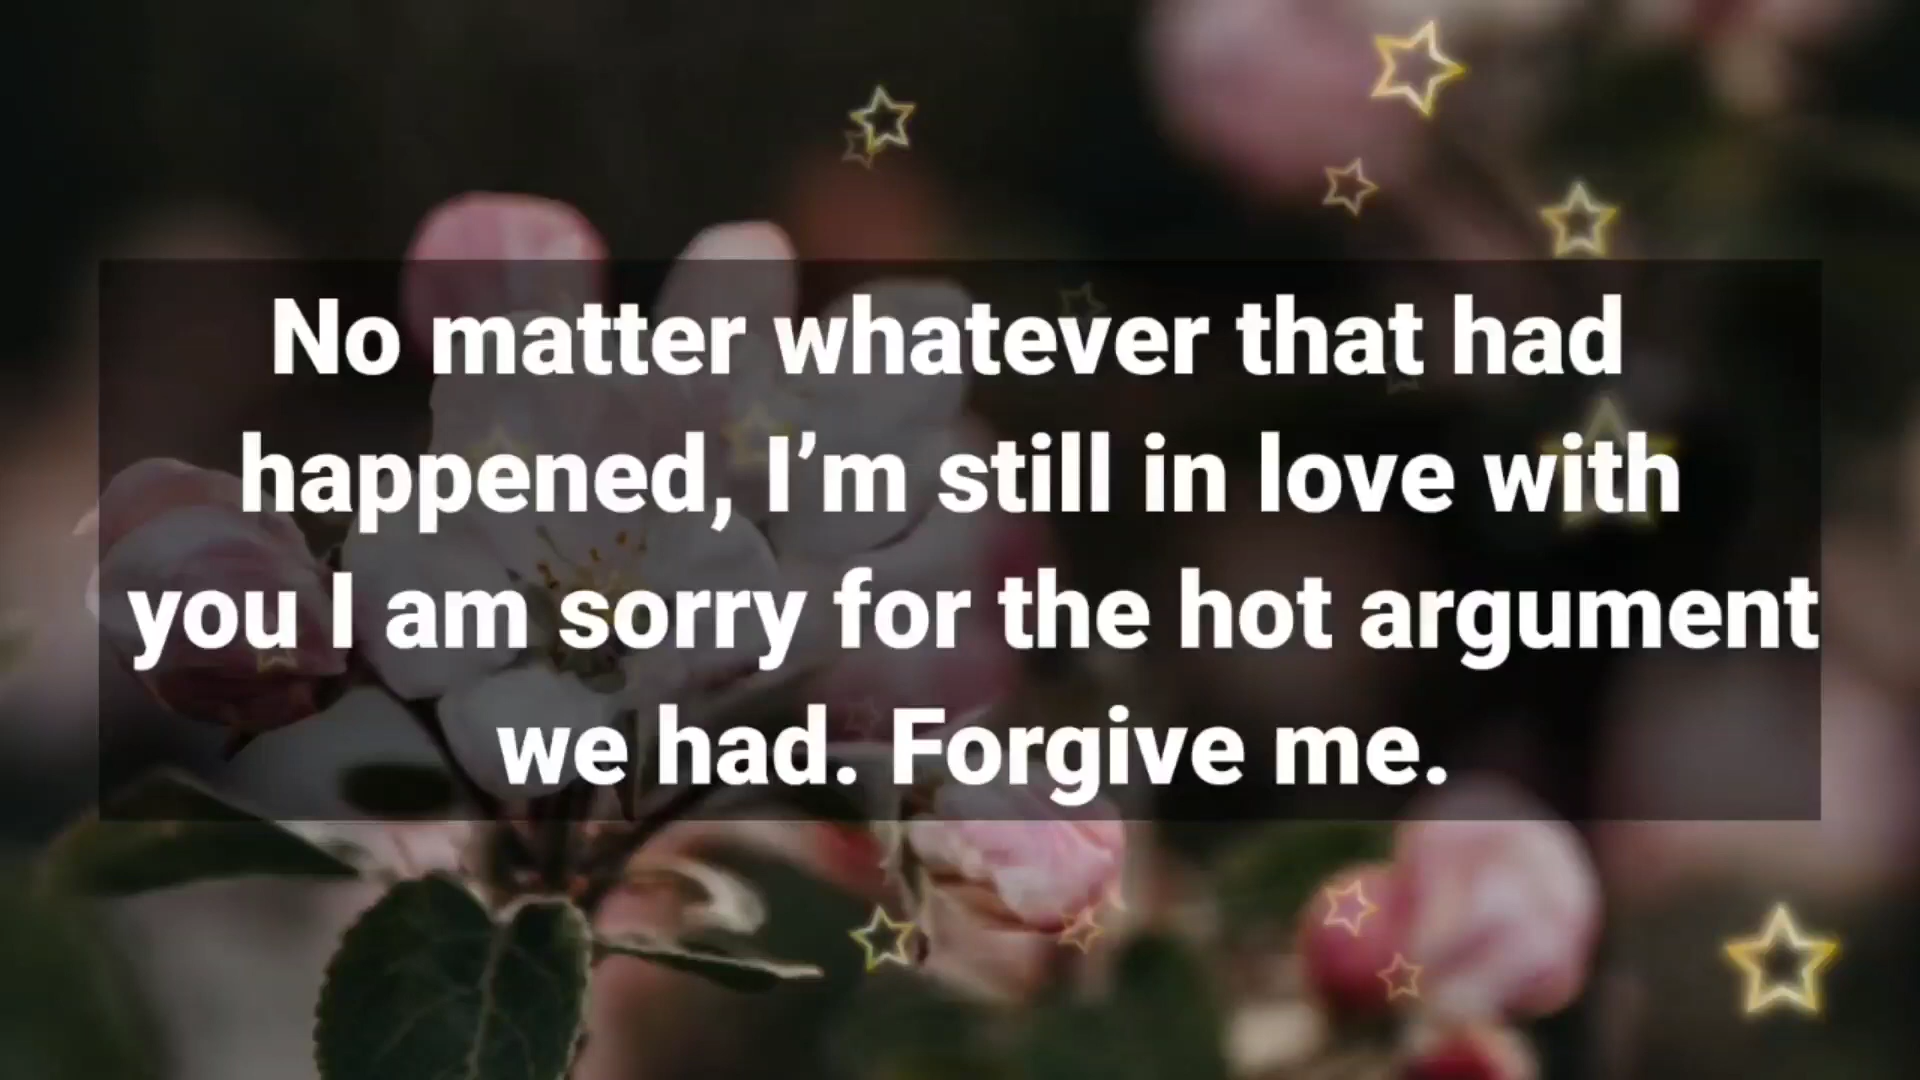 No matter whatever that had
happened, I’m still in love with
you I am sorry for the hot argument
we had. Forgive me.